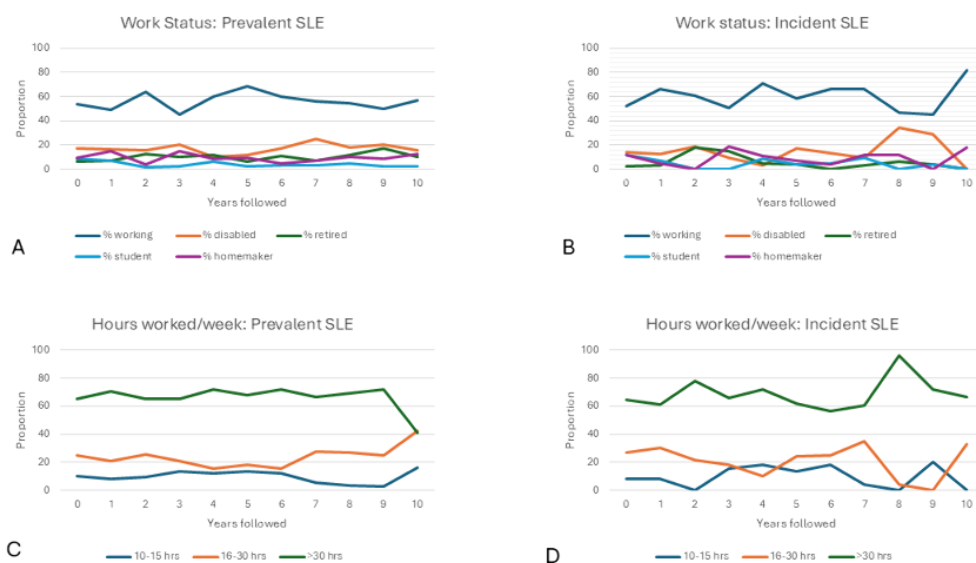 Work Status: Prevalent SLE
100
80
60
40
20
0
Proportion
0 1 2 3 4 5 6 7 8 9 10
Years followed
% working % disabled % retired
% student % homemaker
A
Work status: Incident SLE
100
80
60
40
20
0
Proportion
0 1 2 3 4 5 6 7 8 9 10
Years followed
% working % disabled % retired
% student % homemaker
B
Hours worked/week: Prevalent SLE
100
80
60
40
20
0
Proportion
0 1 2 3 4 5 6 7 8 9 10
Years followed
10-15 hrs 16-30 hrs >30 hrs
C
Hours worked/week: Incident SLE
100
80
60
40
20
0
Proportion
0 1 2 3 4 5 6 7 8 9 10
Years followed
10-15 hrs 16-30 hrs >30 hrs
D